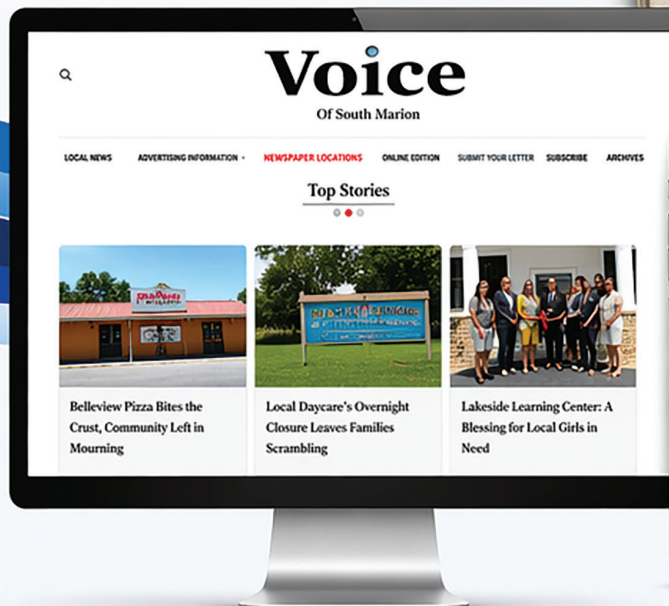 Voice
Of South Marion
LOCAL NEWS ADVERTISING INFORMATION NEWSPAPER LOCATIONS ONLINE EDITION SUBMIT YOUR LETTER SUBSCRIBE ARCHIVES
Top Stories
Belleview Pizza Bites the
Crust, Community Left in
Mourning
Local Daycare's Overnight
Closure Leaves Families
Scrambling
Lakeside Learning Center: A
Blessing for Local Girls in
Need